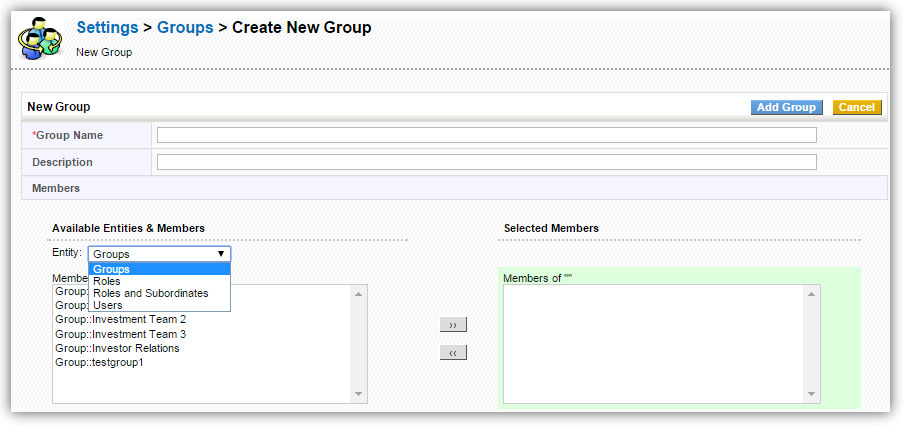 Settings > Groups > Create New Group
New Group
New Group
Add Group
Cancel
*Group Name
Description
Members
Available Entities & Members
Selected Members
Entity:
Groups
Groups
Roles
Roles and Subordinates
Users
Members of ""
Group::
Group::
Group::Investment Team 2
Group::Investment Team 3
Group::Investor Relations
Group::testgroup1
››
‹‹